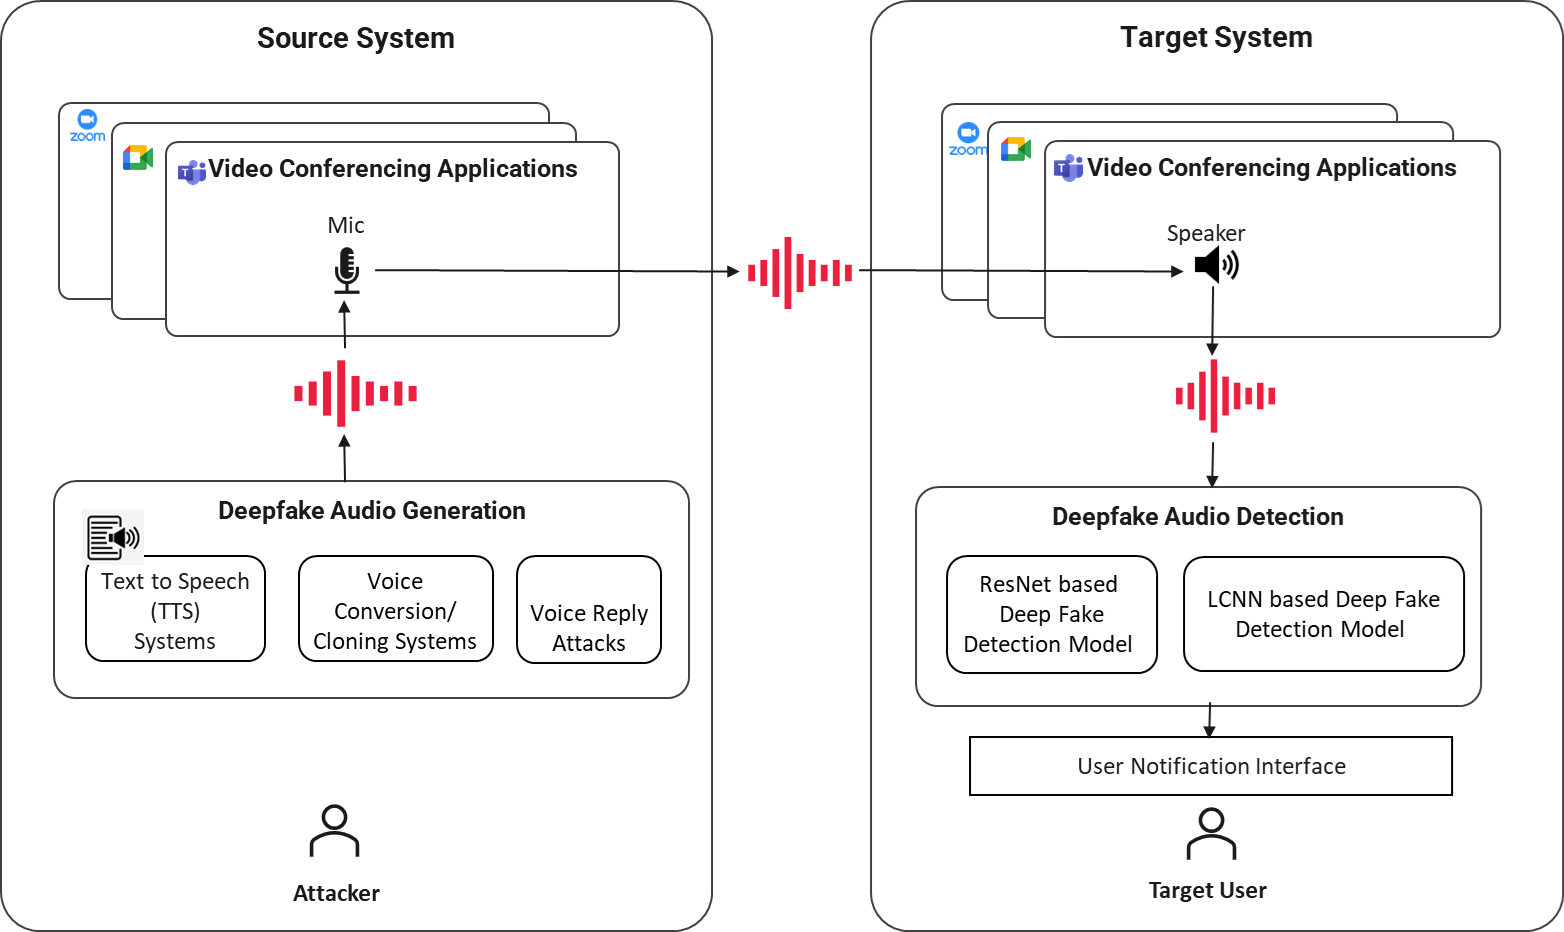 Source System
zoom
Video Conferencing Applications
Mic
Deepfake Audio Generation
Text to Speech
(TTS)
Systems
Voice
Conversion/
Cloning Systems
Voice Reply
Attacks
Attacker
Target System
zoom
Video Conferencing Applications
Speaker
Deepfake Audio Detection
ResNet based
Deep Fake
Detection Model
LCNN based Deep Fake
Detection Model
User Notification Interface
Target User